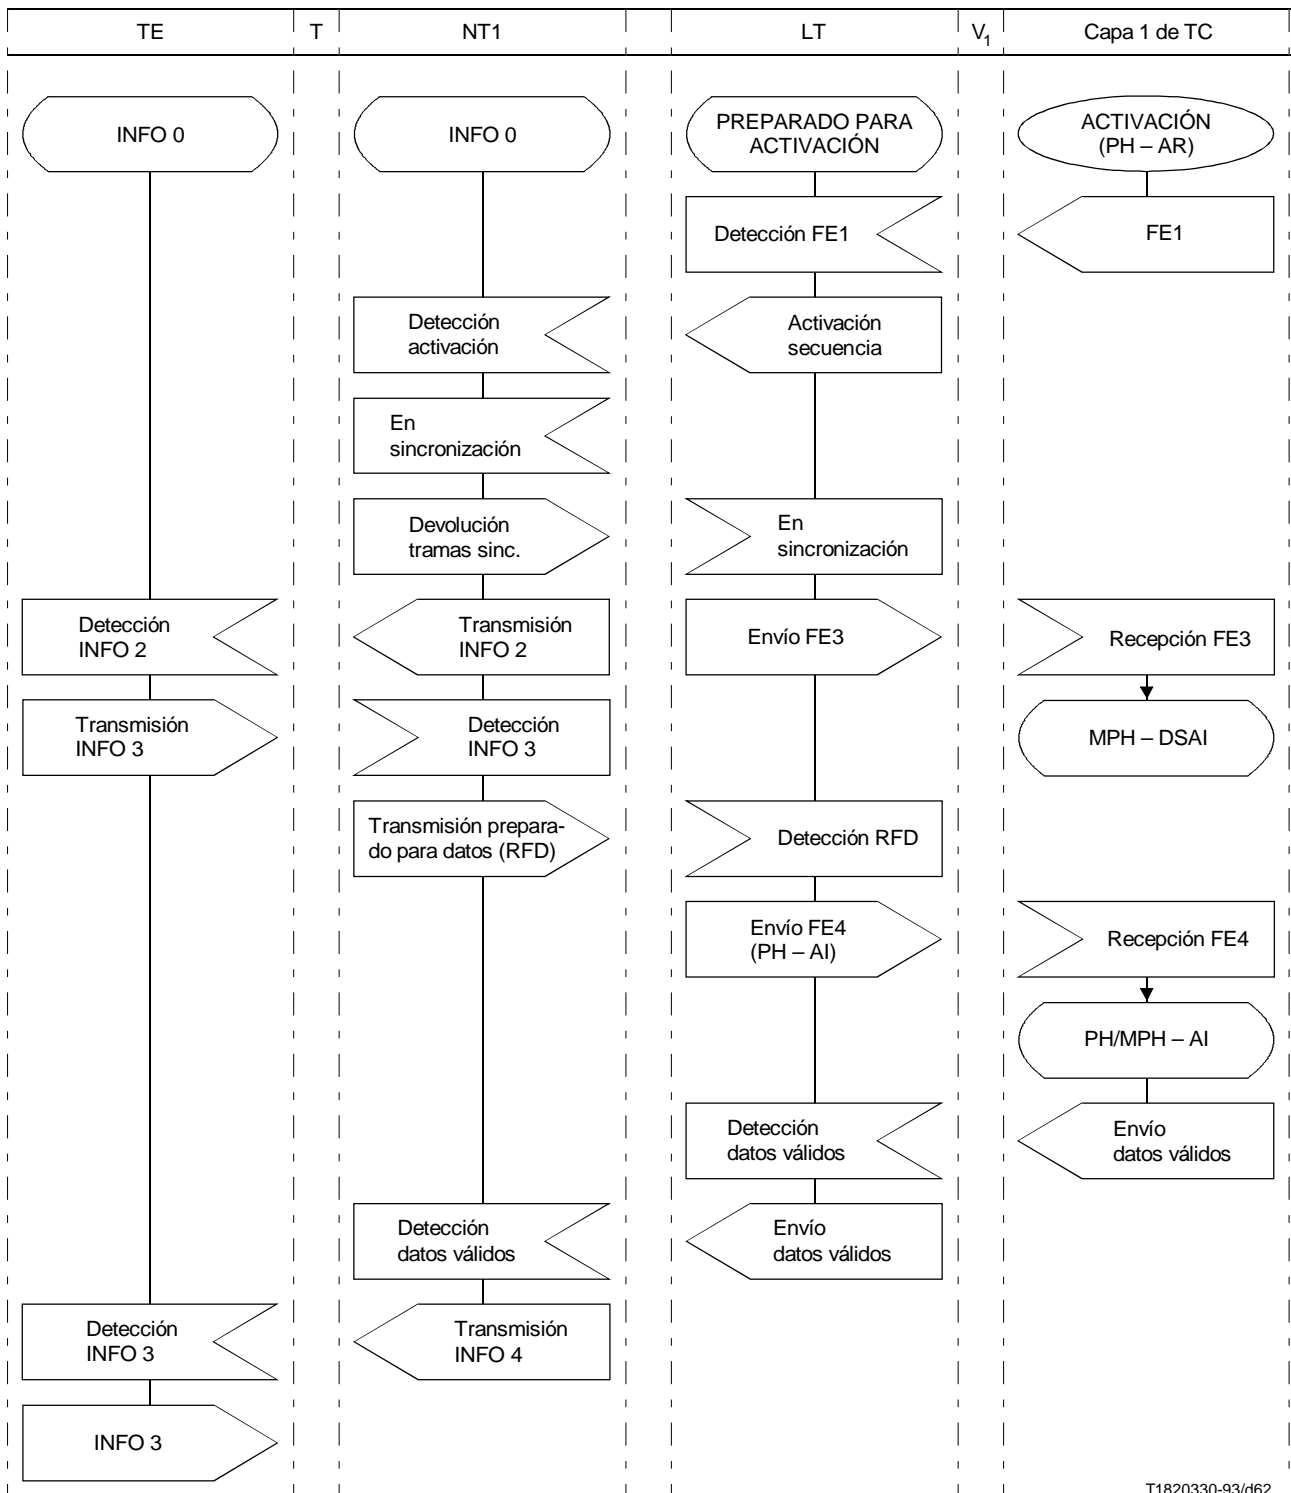 TE T NT1 LT V1 Capa 1 de TC
INFO 0 INFO 0 PREPARADO PARA ACTIVACIÓN ACTIVACIÓN (PH – AR)
Detección FE1 FE1
Detección activación Activación secuencia
En sincronización
Devolución tramas sinc. En sincronización
Detección INFO 2 Transmisión INFO 2 Envío FE3 Recepción FE3
Transmisión INFO 3 Detección INFO 3 MPH – DSAI
Transmisión prepara-
do para datos (RFD) Detección RFD
Envío FE4 (PH – AI) Recepción FE4
PH/MPH – AI
Detección datos válidos Envío datos válidos
Detección datos válidos Envío datos válidos
Detección INFO 3 Transmisión INFO 4
INFO 3
T1820330-93/d62